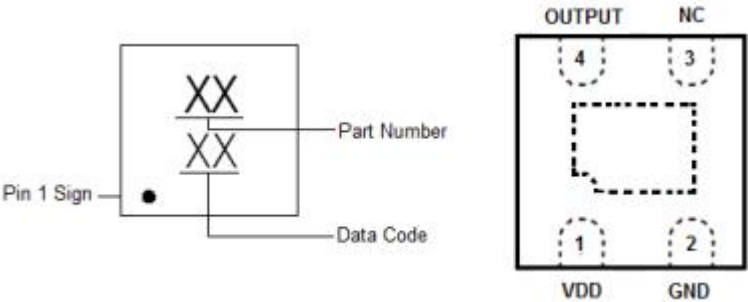 XX
Part Number
XX
Pin 1 Sign
Data Code
OUTPUT NC
4 3
1 2
VDD GND